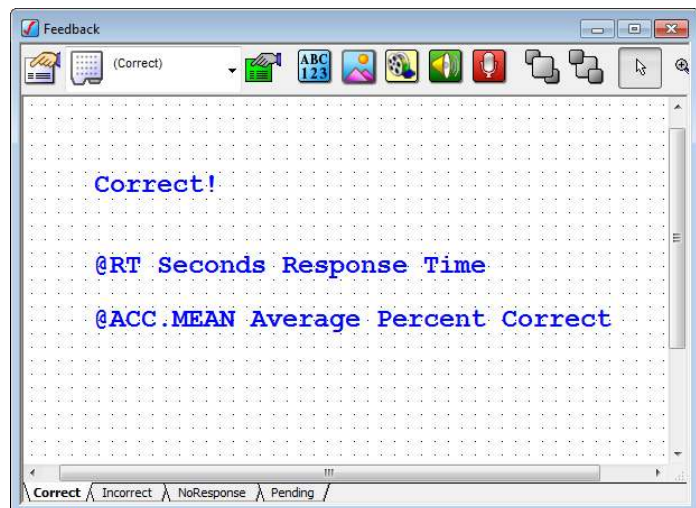 Feedback
(Correct)
ABC
123
Correct!
@RT Seconds Response Time
@ACC.MEAN Average Percent Correct
Correct
Incorrect
NoResponse
Pending